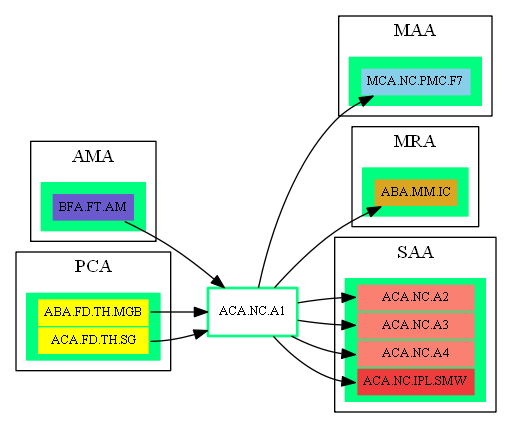 MAA
MCA.NC.PMC.F7
AMA
BFA.FT.AM
MRA
ABA.MM.IC
PCA
ABA.FD.TH.MGB
ACA.FD.TH.SG
ACA.NC.A1
SAA
ACA.NC.A2
ACA.NC.A3
ACA.NC.A4
ACA.NC.IPL.SMW